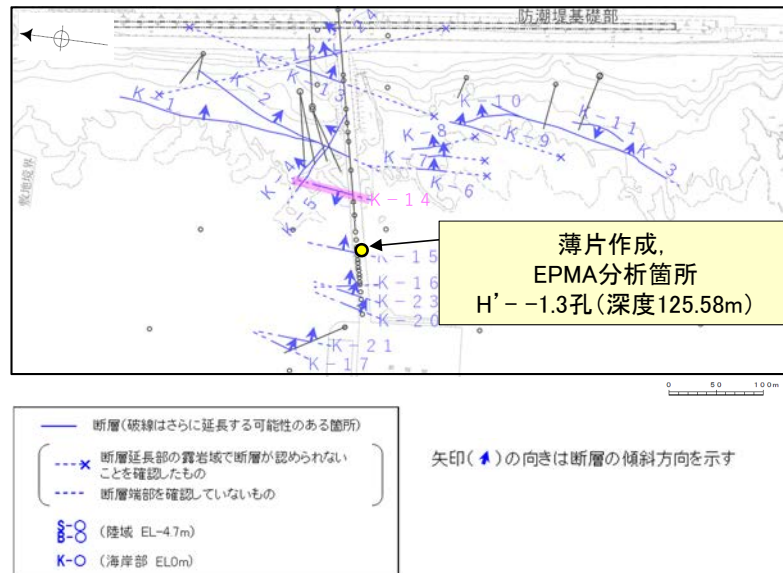 防潮堤基礎部
K-12
24
K-13
K-1
K-2
K-10
K-11
K-8
K-9
K-7
K-3
K-4
K-6
K-5
K-14
敷地境界
K-15
K-16
K-23
K-20
K-21
K-17
薄片作成,
EPMA分析箇所
H’- -1.3孔(深度125.58m)
0 50 100m
断層(破線はさらに延長する可能性のある箇所)
断層延長部の露岩域で断層が認められない
ことを確認したもの
断層端部を確認していないもの
S-○
B-○
(陸域 EL-4.7m)
K-○ (海岸部 EL0m)
矢印( )の向きは断層の傾斜方向を示す